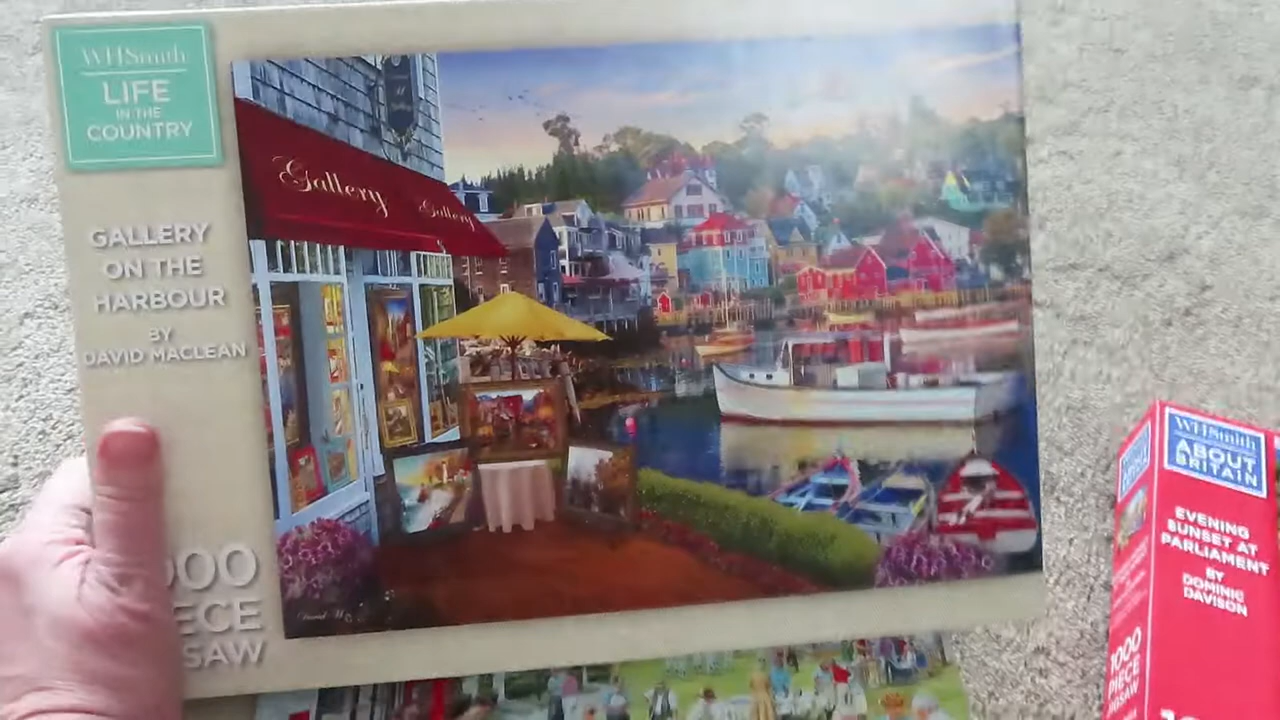 WHSmith
LIFE
IN THE
COUNTRY
GALLERY
ON THE
HARBOUR
BY
DAVID MACLEAN
Gallery
Gallery
David M
WHSmith
ABOUT
BRITAIN
EVENING
SUNSET AT
PARLIAMENT
BY
DOMINIC
DAVISON
1000
PIECE
JIGSAW